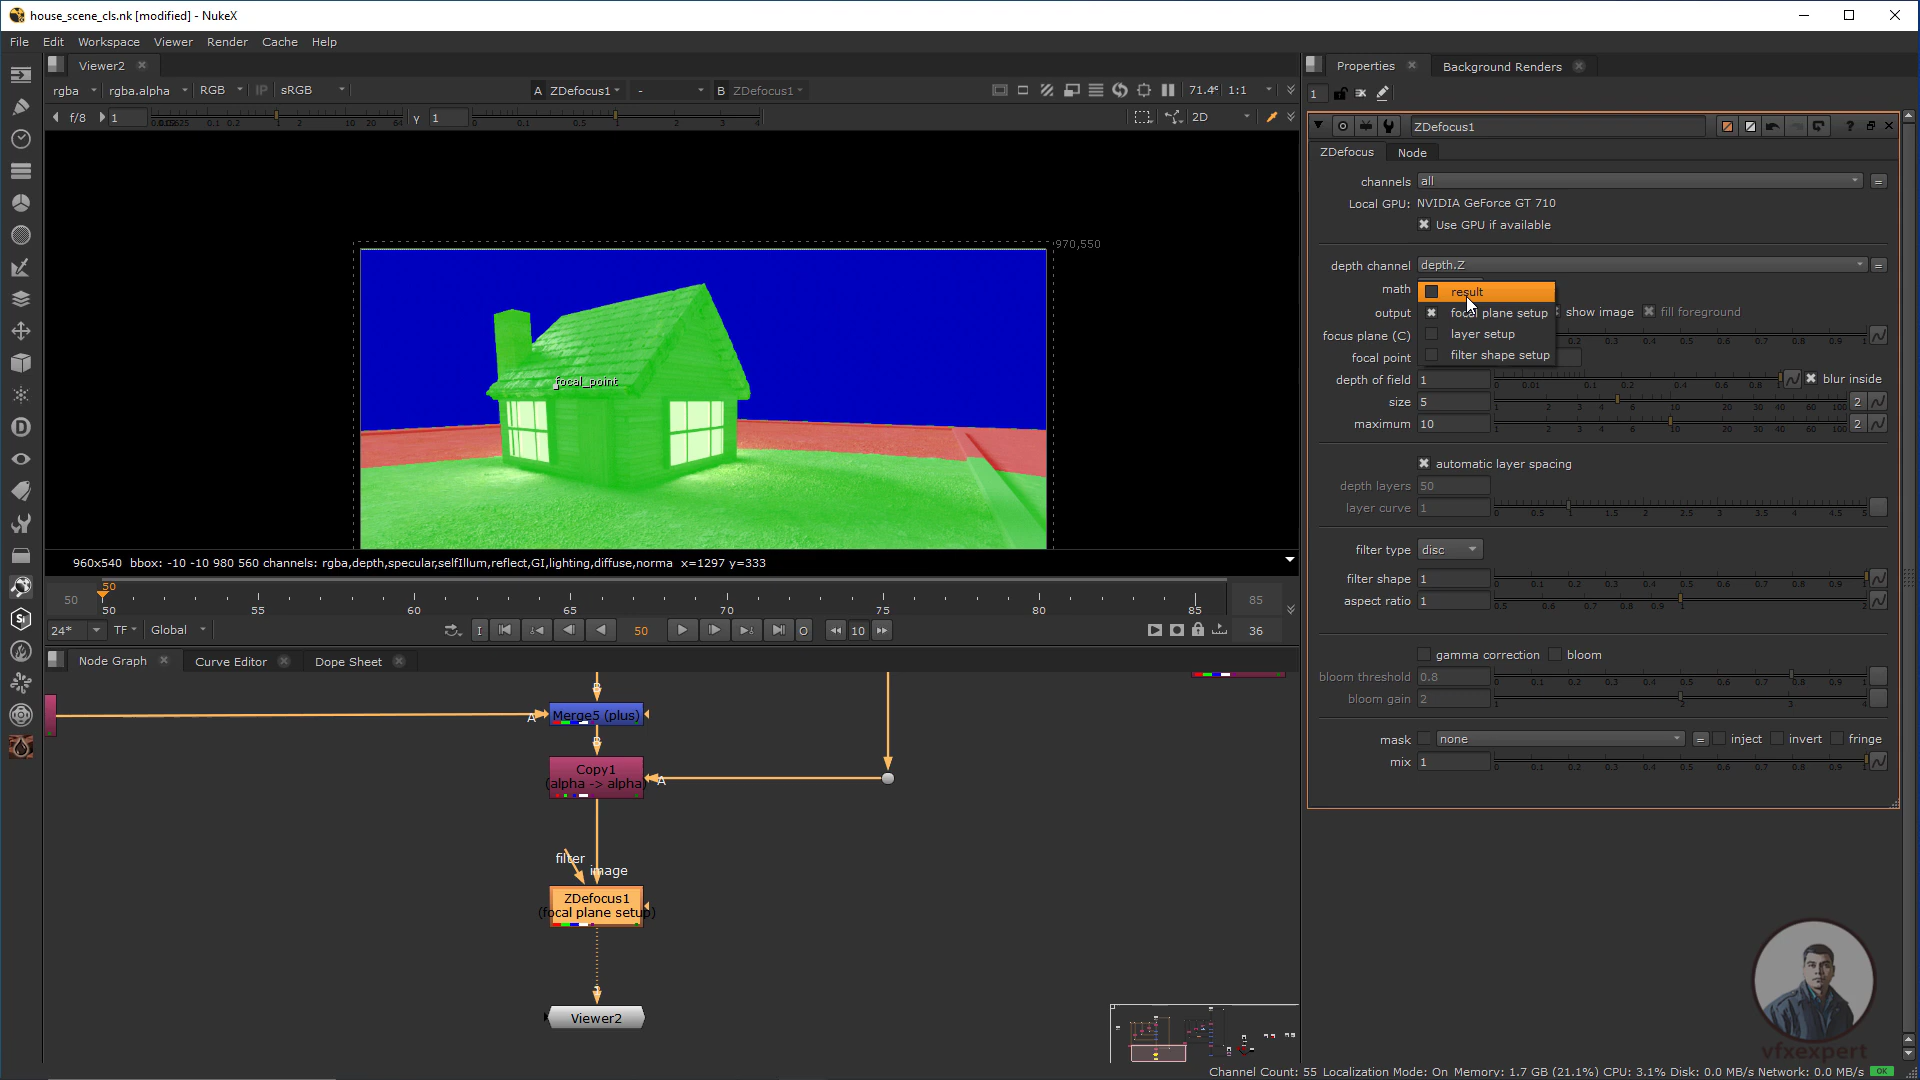 house_scene_cls.nk [modified] - NukeX
File Edit Workspace Viewer Render Cache Help
Viewer2
rgba rgba.alpha RGB IP sRGB A ZDefocus1 - B ZDefocus1 71.4% 1:1
f/8 1 γ 1 2D
970,550
focal_point
960x540 bbox: -10 -10 980 560 channels: rgba,depth,specular,selfIllum,reflect,GI,lighting,diffuse,norma x=1297 y=333
50 50 50 55 60 65 70 75 80 85 85
24* TF Global I 50 O 10 36
Node Graph Curve Editor Dope Sheet
B
A Merge5 (plus)
B
Copy1
(alpha -> alpha) A
filter
image
ZDefocus1
(focal plane setup)
Viewer2
Properties Background Renders
1
ZDefocus1
ZDefocus Node
channels all
Local GPU: NVIDIA GeForce GT 710
Use GPU if available
depth channel depth.Z
math
result
output focal plane setup show image fill foreground
focus plane (C) layer setup
focal point filter shape setup
depth of field 1 blur inside
size 5 2
maximum 10 2
automatic layer spacing
depth layers 50
layer curve 1
filter type disc
filter shape 1
aspect ratio 1
gamma correction bloom
bloom threshold 0.8
bloom gain 2
mask none inject invert fringe
mix 1
vfxexpert
Channel Count: 55 Localization Mode: On Memory: 1.7 GB (21.1%) CPU: 3.1% Disk: 0.0 MB/s Network: 0.0 MB/s OK